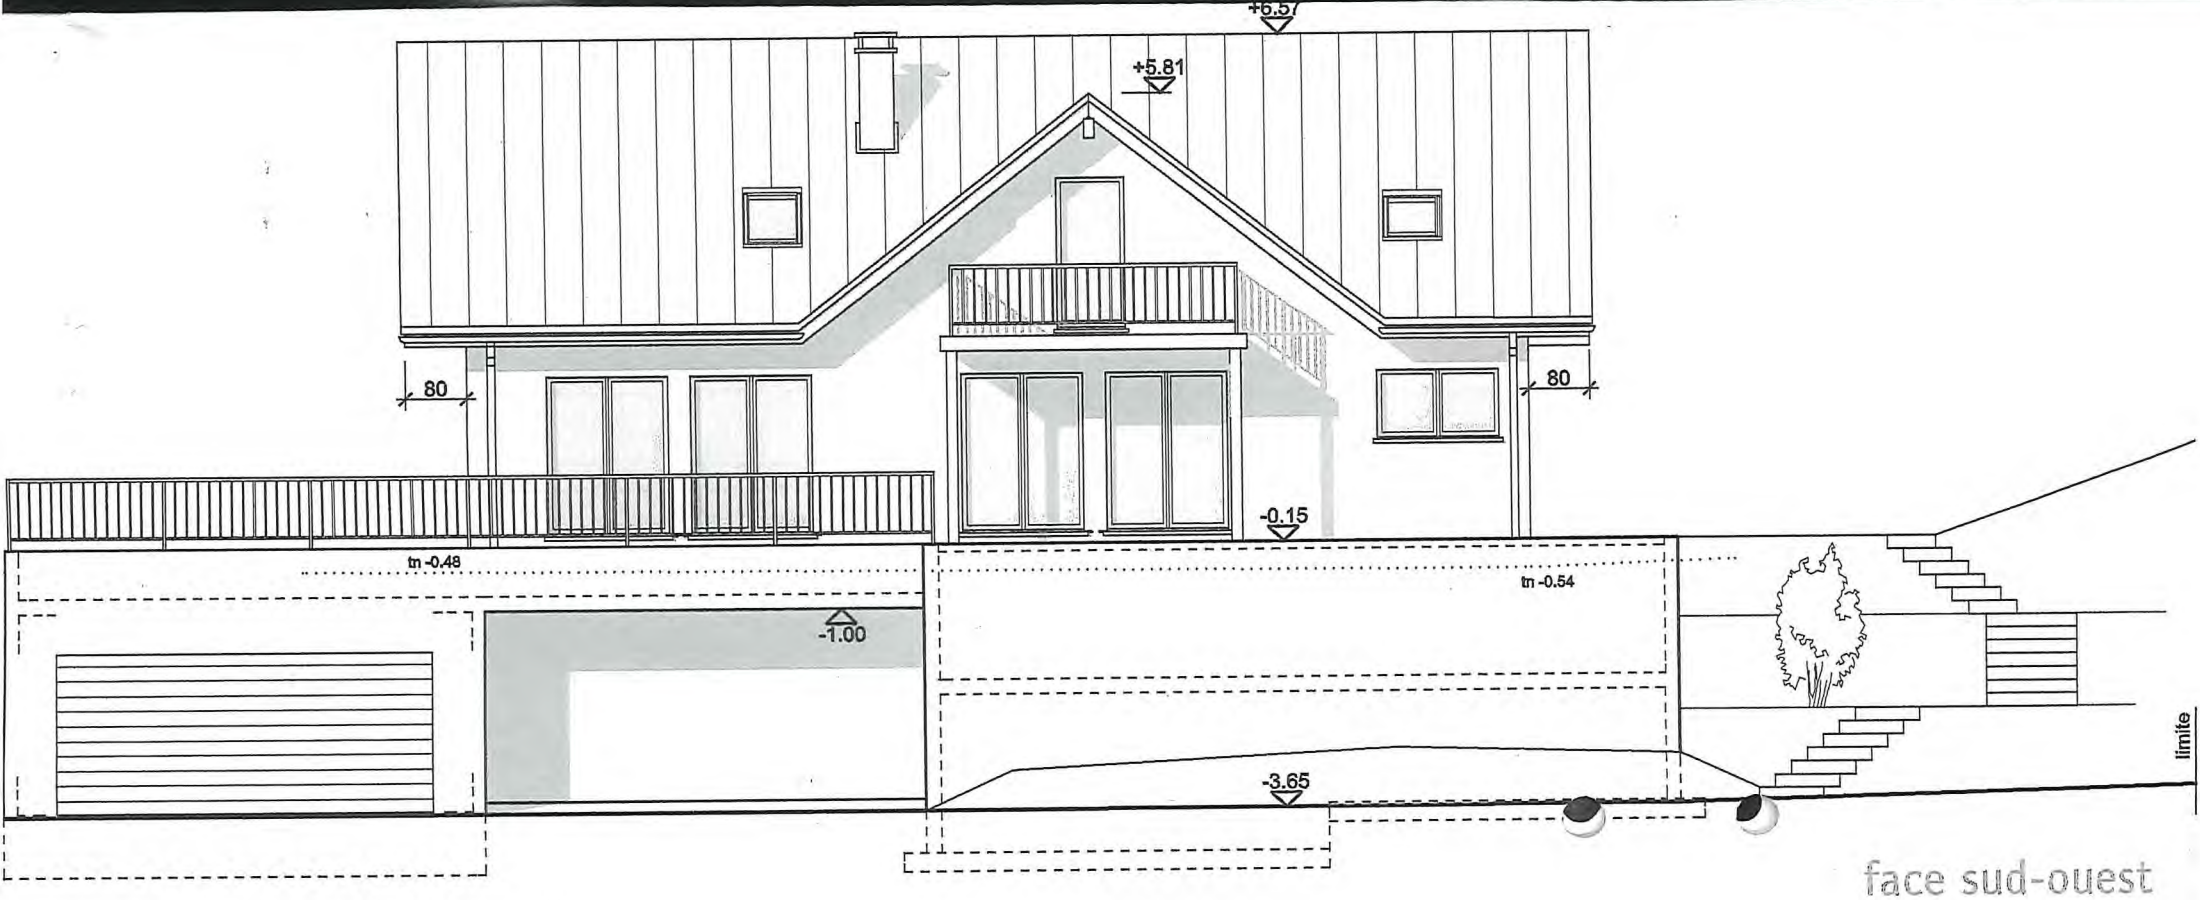 +6.57
+5.81
80
80
-0.15
tn -0.48
tn -0.54
-1.00
limite
-3.65
face sud-ouest